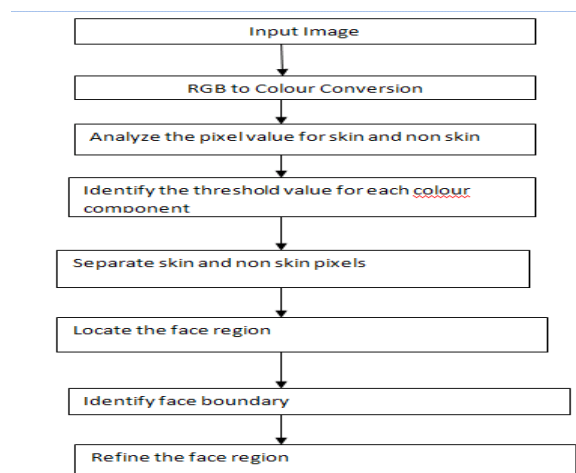 Input Image
RGB to Colour Conversion
Analyze the pixel value for skin and non skin
Identify the threshold value for each colour
component
Separate skin and non skin pixels
Locate the face region
Identify face boundary
Refine the face region